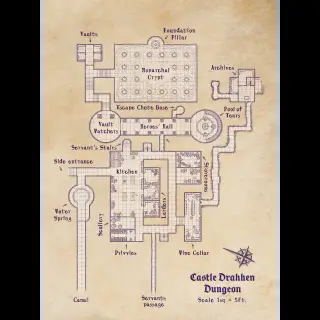 Vaults
Foundation
Pillar
Monarchal
Crypt
Archives
Escape Chute Base
Pool of
Tears
Vault
Watchers
Heroes' Hall
Servant's Stairs
Side entrance
Kitchen
Storerooms
Larders
Water
Spring
Scullery
Privies
Wine Cellar
Canal
Servants
passage
Castle Drakken
Dungeon
Scale 1sq = 5ft.